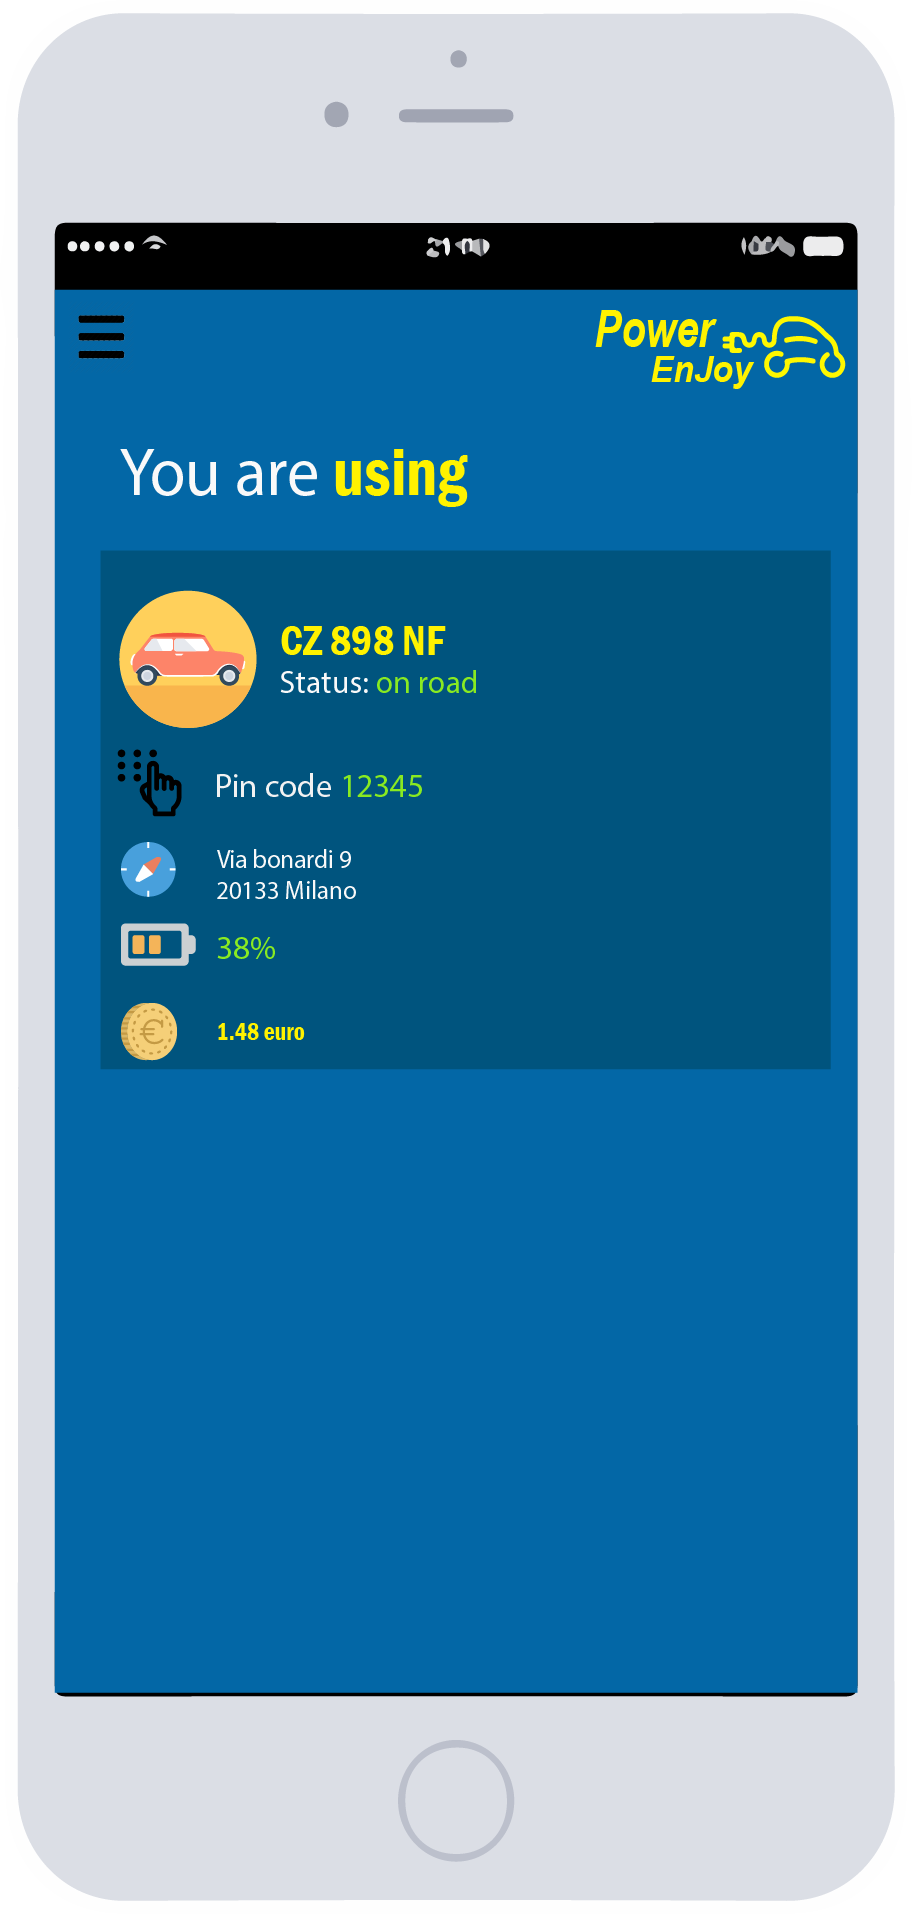 Power
EnJoy
You are using
CZ 898 NF
Status: on road
Pin code 12345
Via bonardi 9
20133 Milano
38%
1.48 euro